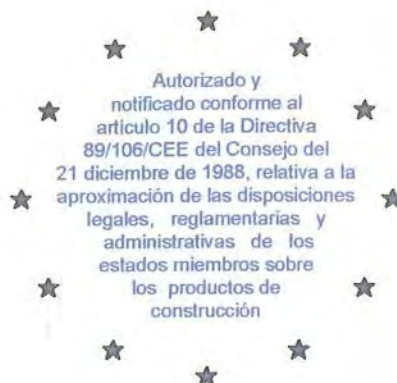 Autorizado y
notificado conforme al
artículo 10 de la Directiva
89/106/CEE del Consejo del
21 diciembre de 1988, relativa a la
aproximación de las disposiciones
legales, reglamentarias y
administrativas de los
estados miembros sobre
los productos de
construcción